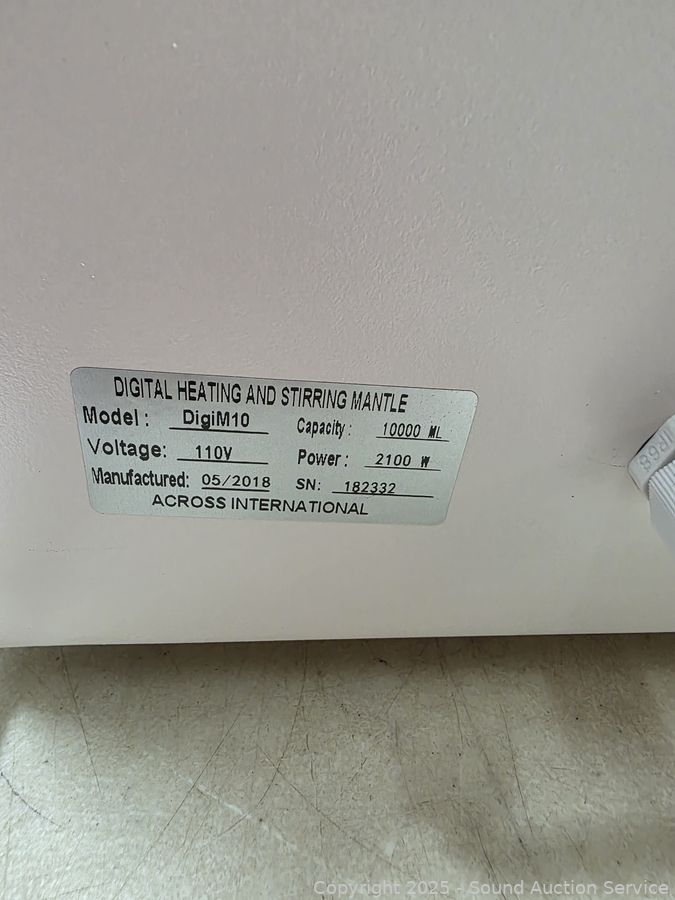 DIGITAL HEATING AND STIRRING MANTLE
Model: DigiM10 Capacity: 10000 ML
Voltage: 110V Power: 2100 W
Manufactured: 05/2018 SN: 182332
ACROSS INTERNATIONAL
IP68
Copyright 2025 - Sound Auction Service